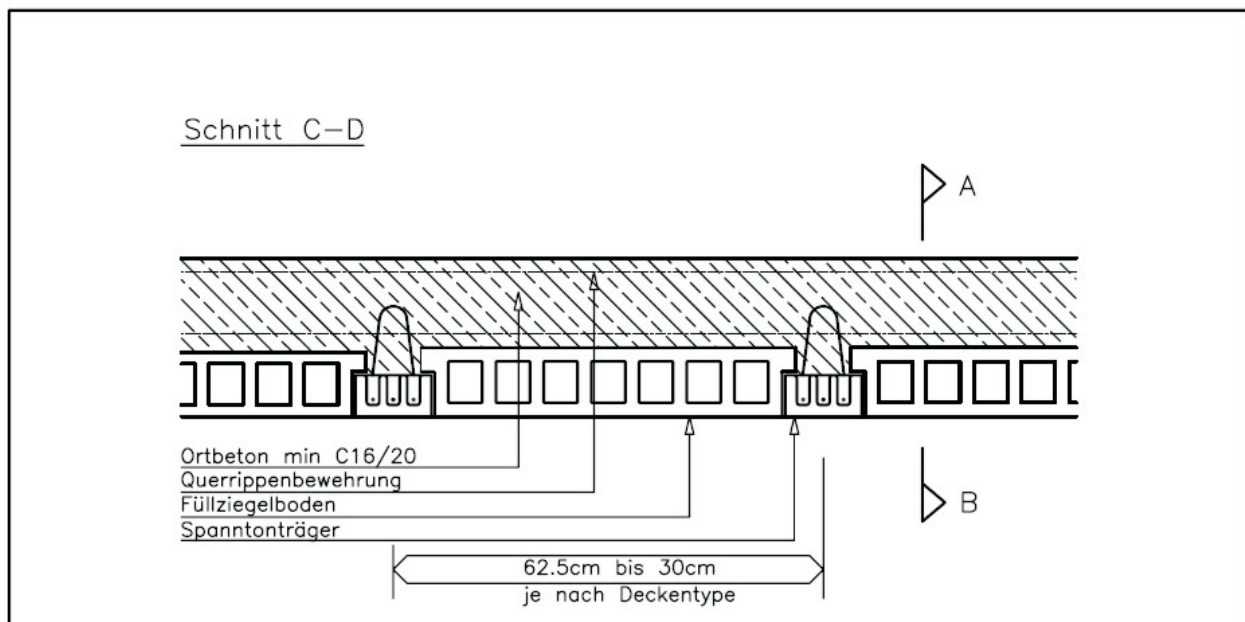 Schnitt C-D
A
Ortbeton min C16/20
Querrippenbewehrung
Füllziegelboden
Spanntonträger
B
62.5cm bis 30cm
je nach Deckentype